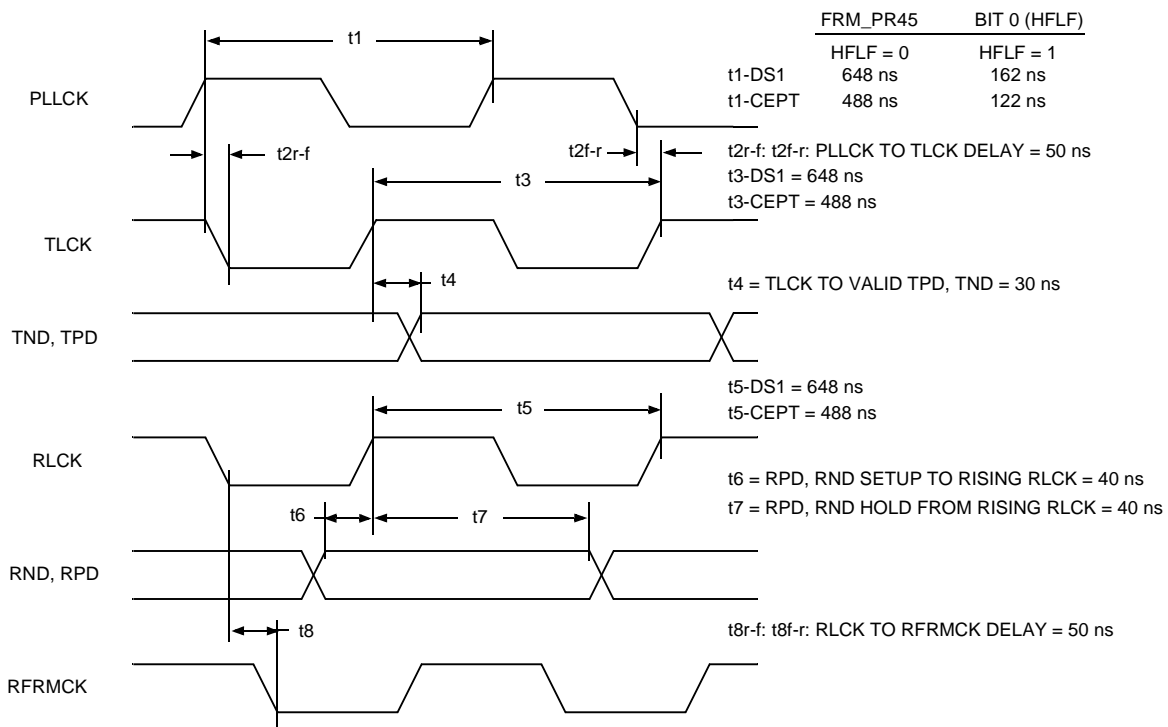 FRM_PR45 BIT 0 (HFLF)
HFLF = 0 HFLF = 1
t1-DS1 648 ns 162 ns
t1-CEPT 488 ns 122 ns
t1
PLLCK
t2r-f
t2f-r
t2r-f: t2f-r: PLLCK TO TLCK DELAY = 50 ns
t3-DS1 = 648 ns
t3-CEPT = 488 ns
t3
TLCK
t4
t4 = TLCK TO VALID TPD, TND = 30 ns
TND, TPD
t5-DS1 = 648 ns
t5-CEPT = 488 ns
t5
RLCK
t6 = RPD, RND SETUP TO RISING RLCK = 40 ns
t7 = RPD, RND HOLD FROM RISING RLCK = 40 ns
t6
t7
RND, RPD
t8
t8r-f: t8f-r: RLCK TO RFRMCK DELAY = 50 ns
RFRMCK